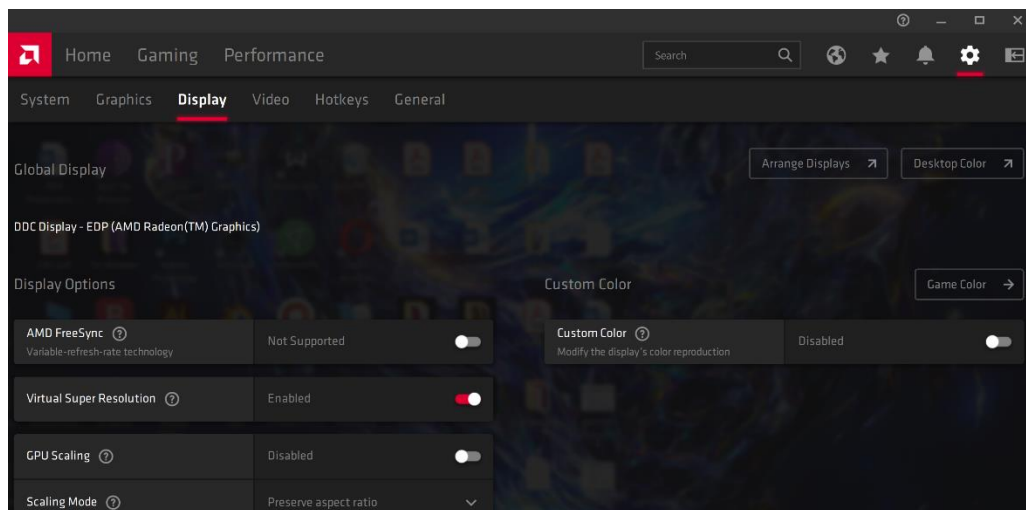 Home Gaming Performance Search
System Graphics Display Video Hotkeys General
Global Display Arrange Displays Desktop Color
DDC Display - EDP (AMD Radeon(TM) Graphics)
Display Options Custom Color Game Color
AMD FreeSync Not Supported
Variable-refresh-rate technology
Custom Color Disabled
Modify the display's color reproduction
Virtual Super Resolution Enabled
GPU Scaling Disabled
Scaling Mode Preserve aspect ratio